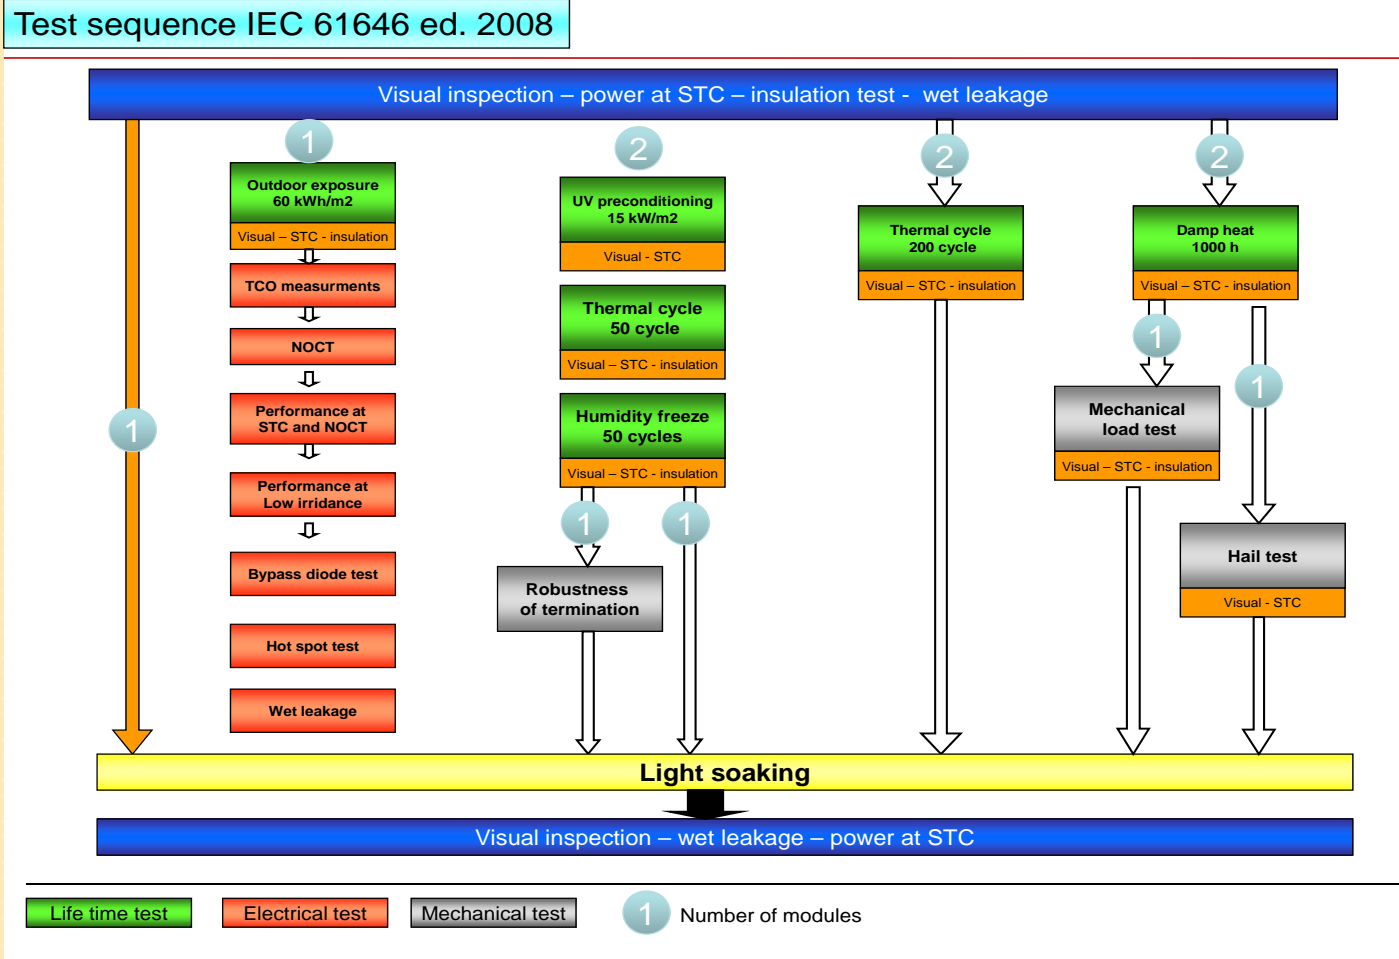 Test sequence IEC 61646 ed. 2008
Visual inspection – power at STC – insulation test - wet leakage
1
2
2
2
Outdoor exposure
60 kWh/m2
Visual – STC - insulation
TCO measurments
NOCT
Performance at
STC and NOCT
Performance at
Low irridance
Bypass diode test
Hot spot test
Wet leakage
1
UV preconditioning
15 kW/m2
Visual - STC
Thermal cycle
50 cycle
Visual – STC - insulation
Humidity freeze
50 cycles
Visual – STC - insulation
1
1
Robustness
of termination
Thermal cycle
200 cycle
Visual – STC - insulation
Damp heat
1000 h
Visual – STC - insulation
1
1
Mechanical
load test
Visual – STC - insulation
Hail test
Visual - STC
Light soaking
Visual inspection – wet leakage – power at STC
Life time test
Electrical test
Mechanical test
1
Number of modules